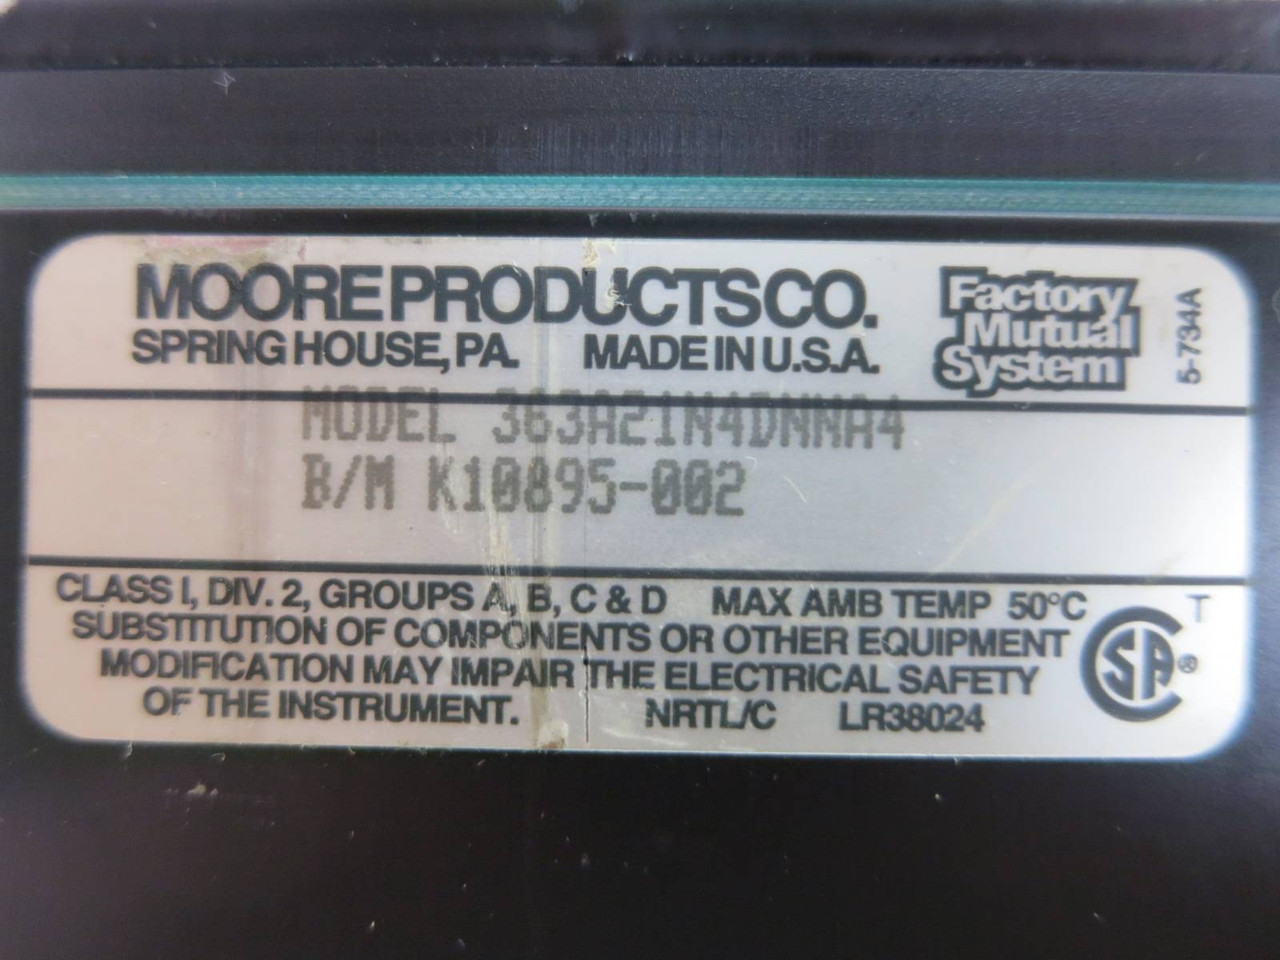 MOORE PRODUCTS CO.
SPRING HOUSE, PA. MADE IN U.S.A.
Factory
Mutual
System
5-734A
MODEL 363A21N4DNNA4
B/M K10895-002
CLASS I, DIV. 2, GROUPS A, B, C & D MAX AMB TEMP 50°C
SUBSTITUTION OF COMPONENTS OR OTHER EQUIPMENT
MODIFICATION MAY IMPAIR THE ELECTRICAL SAFETY
OF THE INSTRUMENT. NRTL/C LR38024
SA ® T